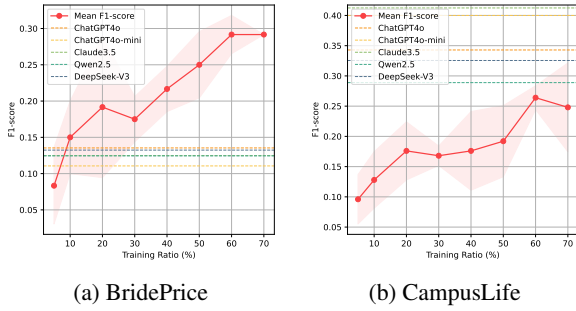 Mean F1-score
ChatGPT4o
ChatGPT4o-mini
Claude3.5
Qwen2.5
DeepSeek-V3
0.30
0.25
0.20
0.15
0.10
0.05
F1-score
10 20 30 40 50 60 70
Training Ratio (%)
(a) BridePrice
Mean F1-score
ChatGPT4o
ChatGPT4o-mini
Claude3.5
Qwen2.5
DeepSeek-V3
0.40
0.35
0.30
0.25
0.20
0.15
0.10
0.05
F1-score
10 20 30 40 50 60 70
Training Ratio (%)
(b) CampusLife